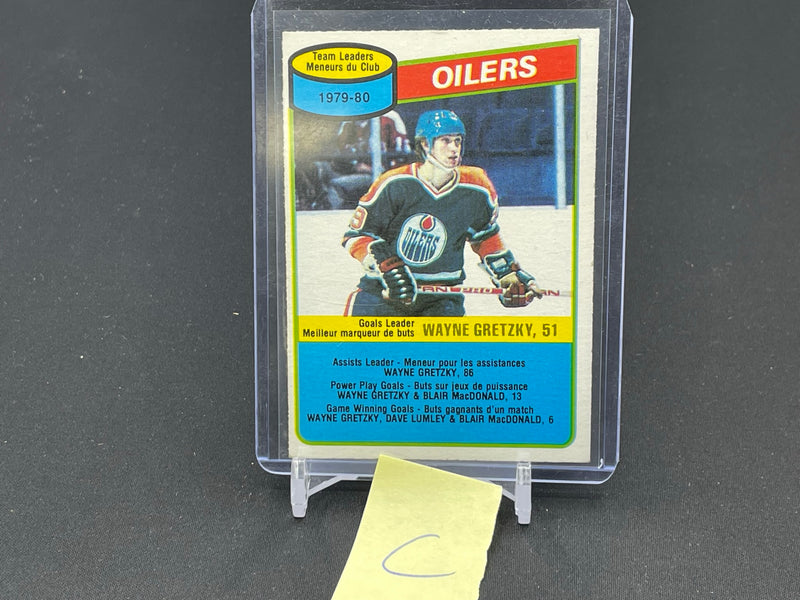 Team Leaders
Meneurs du Club
1979-80
OILERS
9
OILERS
Goals Leader
Meilleur marqueur de buts
WAYNE GRETZKY, 51
Assists Leader - Meneur pour les assistances
WAYNE GRETZKY, 86
Power Play Goals - Buts sur jeux de puissance
WAYNE GRETZKY & BLAIR MacDONALD, 13
Game Winning Goals - Buts gagnants d'un match
WAYNE GRETZKY, DAVE LUMLEY & BLAIR MacDONALD, 6
C